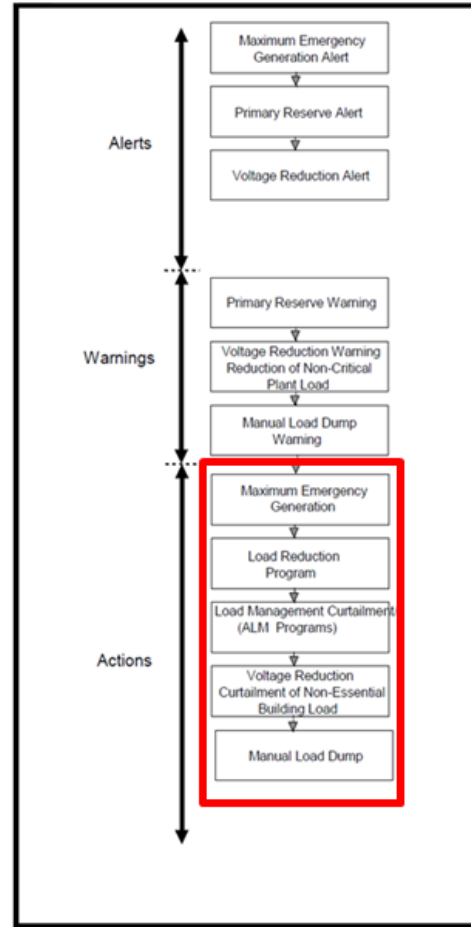 Maximum Emergency
Generation Alert
Primary Reserve Alert
Alerts
Voltage Reduction Alert
Primary Reserve Warning
Warnings
Voltage Reduction Warning
Reduction of Non-Critical
Plant Load
Manual Load Dump
Warning
Maximum Emergency
Generation
Load Reduction
Program
Load Management Curtailment
(ALM Programs)
Actions
Voltage Reduction
Curtailment of Non-Essential
Building Load
Manual Load Dump